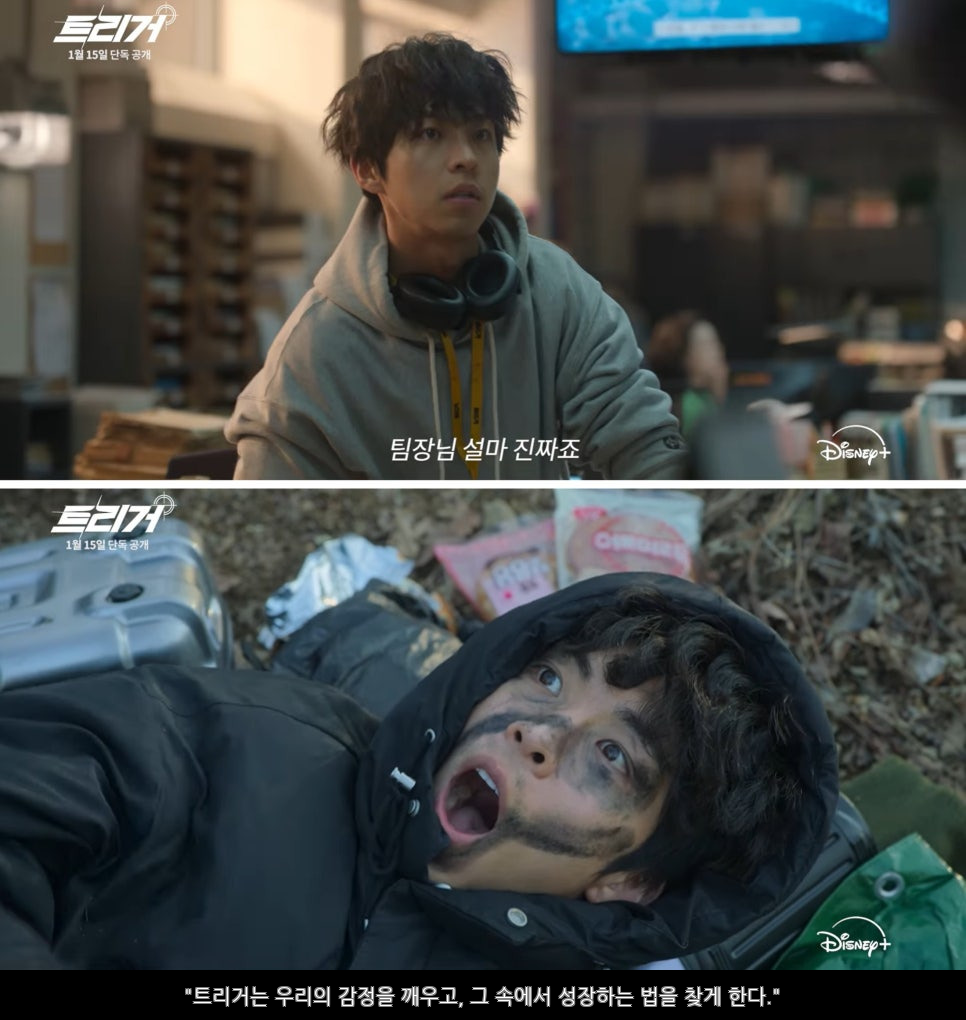 트리거
1월 15일 단독 공개
팀장님 설마 진짜죠
Disney+
트리거
1월 15일 단독 공개
Disney+
"트리거는 우리의 감정을 깨우고, 그 속에서 성장하는 법을 찾게 한다."